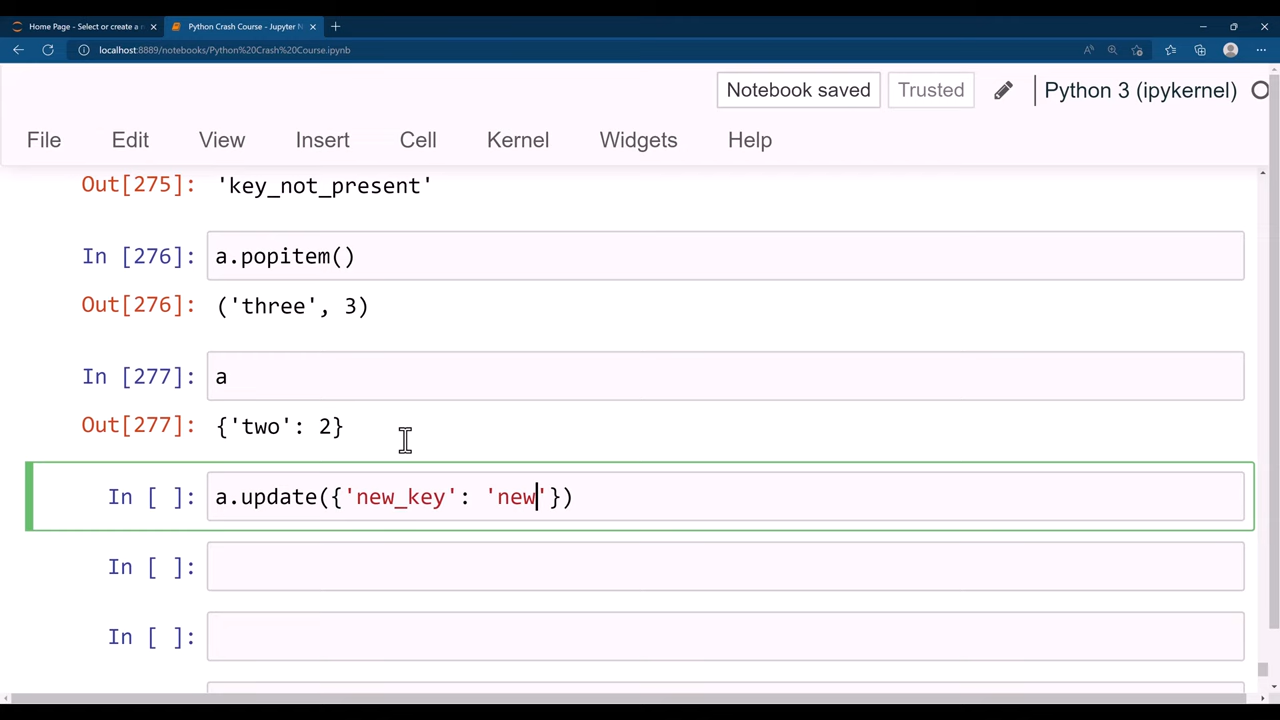 Home Page - Select or create a n
Python Crash Course - Jupyter N
localhost:8889/notebooks/Python%20Crash%20Course.ipynb
Notebook saved
Trusted
Python 3 (ipykernel)
File Edit View Insert Cell Kernel Widgets Help
Out[275]: 'key_not_present'
In [276]: a.popitem()
Out[276]: ('three', 3)
In [277]: a
Out[277]: {'two': 2}
In [ ]: a.update({'new_key': 'new'})
In [ ]:
In [ ]: